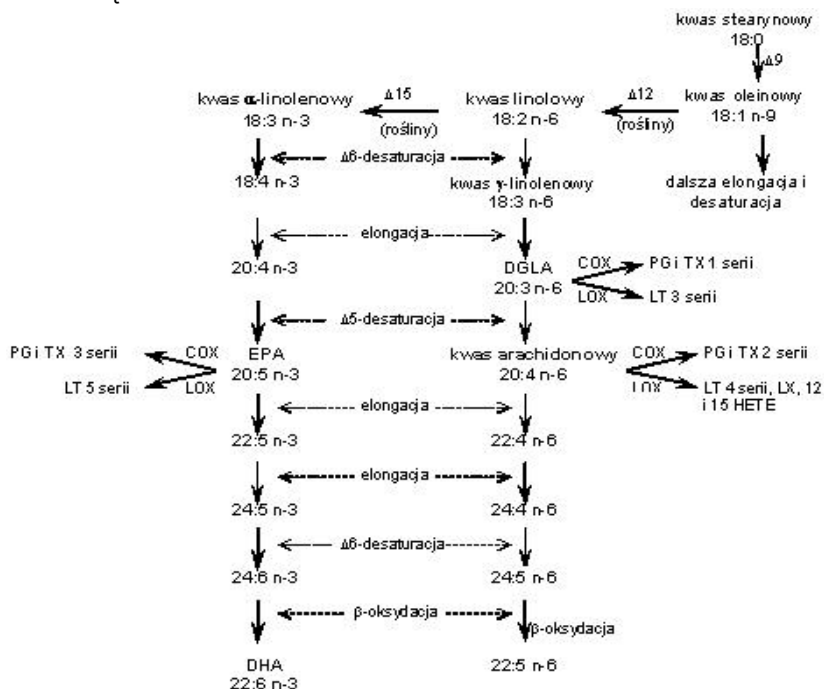 kwas stearynowy
18:0
Δ9
kwas α-linolenowy
18:3 n-3
Δ15
(rośliny)
kwas linolowy
18:2 n-6
Δ12
(rośliny)
kwas oleinowy
18:1 n-9
Δ6-desaturacja
18:4 n-3
kwas γ-linolenowy
18:3 n-6
dalsza elongacja i
desaturacja
elongacja
20:4 n-3
DGLA
20:3 n-6
COX
PG i TX 1 serii
LOX
LT 3 serii
Δ5-desaturacja
PG i TX 3 serii
COX
LT 5 serii
LOX
EPA
20:5 n-3
kwas arachidonowy
20:4 n-6
COX
PG i TX2 serii
LOX
LT 4 serii, LX, 12
i 15 HETE
elongacja
22:5 n-3
22:4 n-6
elongacja
24:5 n-3
24:4 n-6
Δ6-desaturacja
24:6 n-3
24:5 n-6
β-oksydacja
β-oksydacja
DHA
22:6 n-3
22:5 n-6